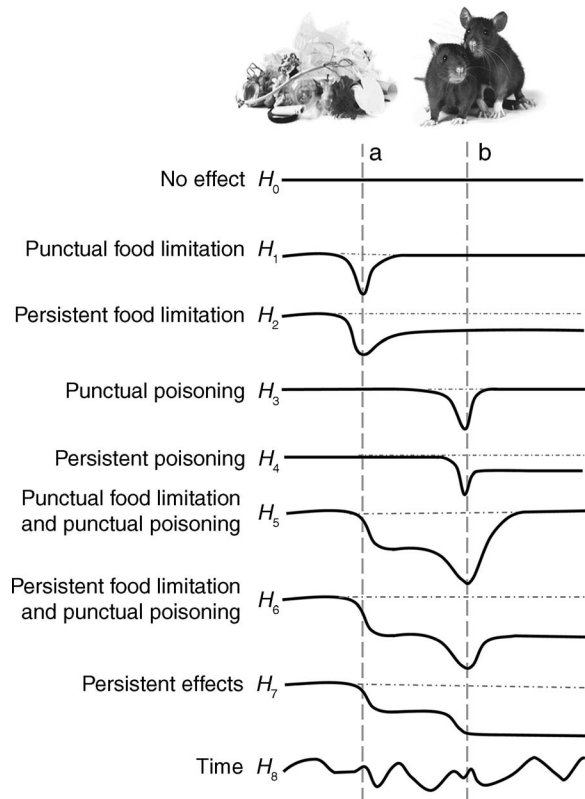 a b
No effect H₀
Punctual food limitation H₁
Persistent food limitation H₂
Punctual poisoning H₃
Persistent poisoning H₄
Punctual food limitation
and punctual poisoning H₅
Persistent food limitation
and punctual poisoning H₆
Persistent effects H₇
Time H₈